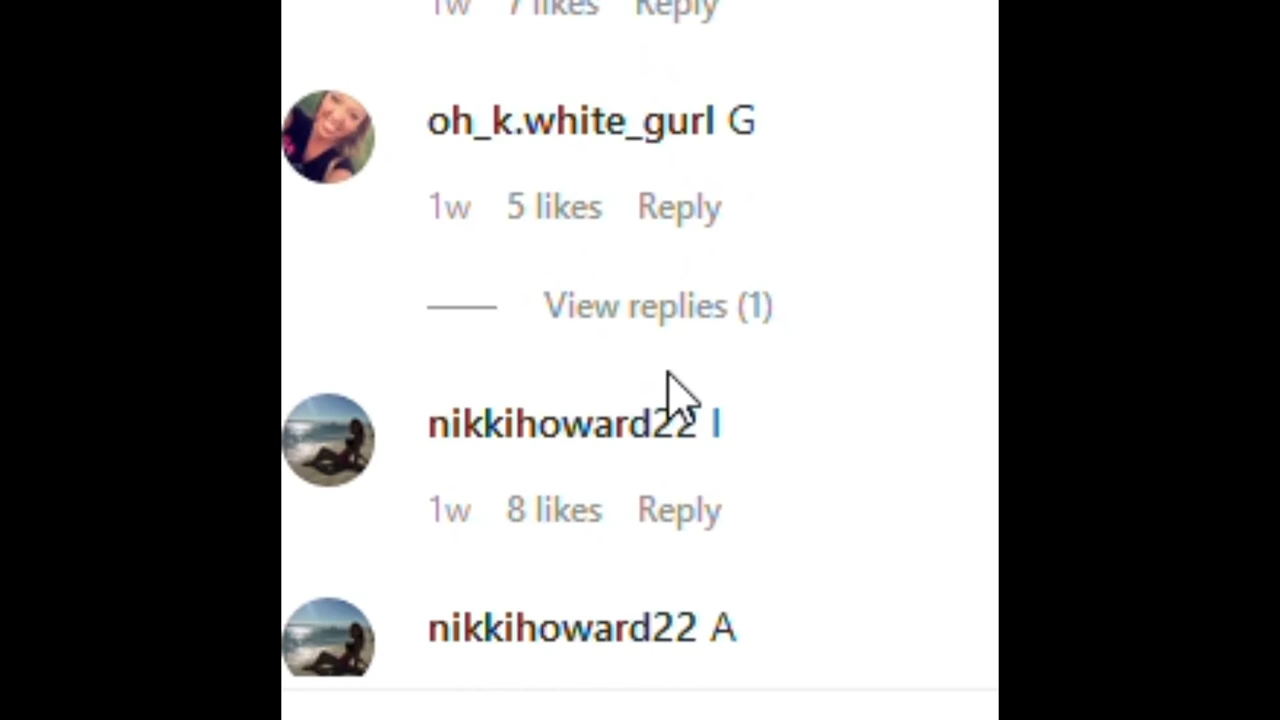 1w 7 likes Reply
oh_k.white_gurl G
1w 5 likes Reply
View replies (1)
nikkihoward22 I
1w 8 likes Reply
nikkihoward22 A